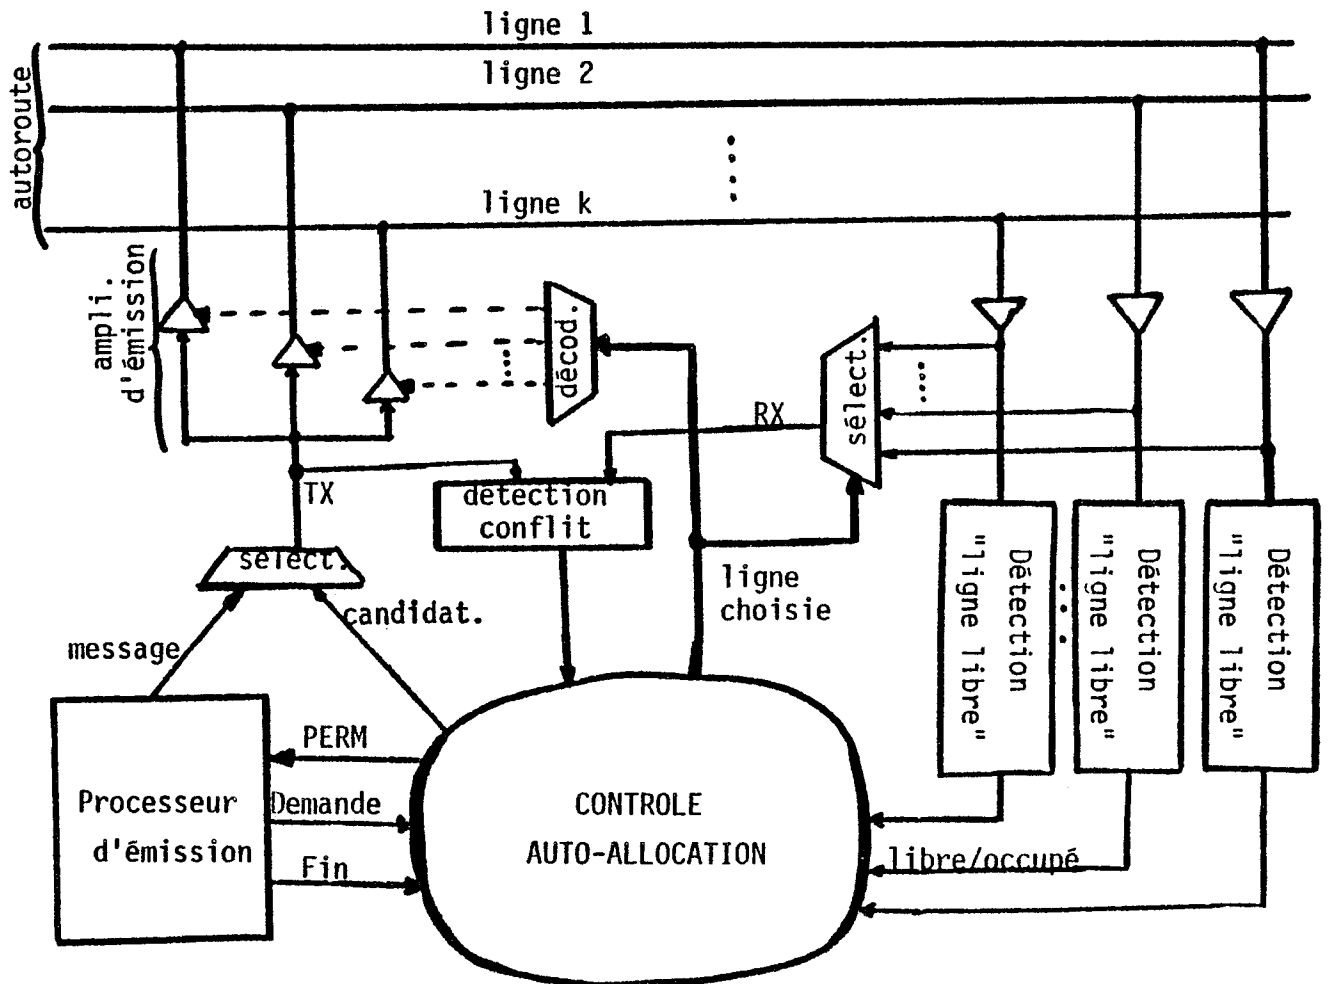 ligne 1
ligne 2
autoroute
ligne k
ampli.
d'émission
décod.
sélect.
RX
TX
détection
conflit
sélect.
ligne
choisie
candidat.
message
Détection
"ligne libre"
Détection
"ligne libre"
Détection
"ligne libre"
PERM
Processeur
d'émission
Demande
Fin
CONTROLE
AUTO-ALLOCATION
libre/occupé